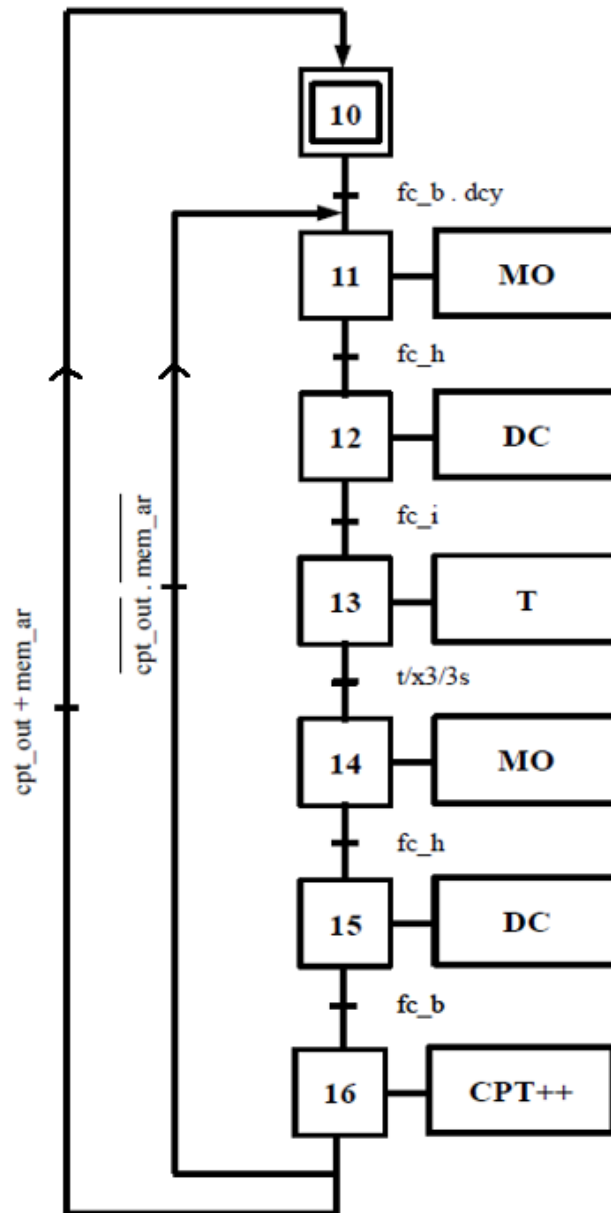 10
fc_b . dcy
11 MO
fc_h
12 DC
fc_i
13 T
t/x3/3s
14 MO
fc_h
15 DC
fc_b
16 CPT++
cpt_out . mem_ar
cpt_out + mem_ar